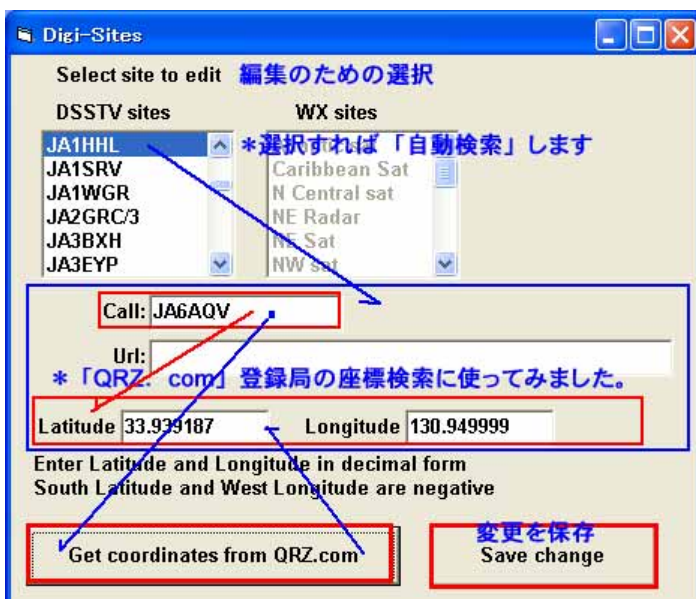 Digi-Sites
Select site to edit 編集のための選択
DSSTV sites WX sites
*選択すれば「自動検索」します
JA1HHL
JA1SRV Caribbean Sat
JA1WGR N Central sat
JA2GRC/3 NE Radar
JA3BXH NE Sat
JA3EYP NW sat
Call: JA6AQV
Url:
*「QRZ．com」登録局の座標検索に使ってみました。
Latitude 33.939187 Longitude 130.949999
Enter Latitude and Longitude in decimal form
South Latitude and West Longitude are negative
変更を保存
Get coordinates from QRZ.com Save change